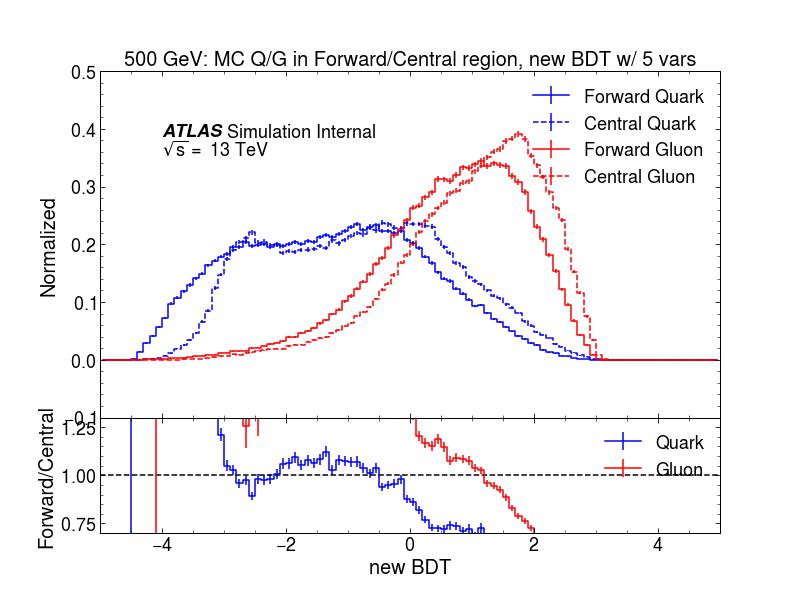 500 GeV: MC Q/G in Forward/Central region, new BDT w/ 5 vars
0.5
0.4
0.3
0.2
0.1
0.0
−0.1
Normalized
ATLAS Simulation Internal
√s = 13 TeV
Forward Quark
Central Quark
Forward Gluon
Central Gluon
1.25
1.00
0.75
Forward/Central
Quark
Gluon
−4 −2 0 2 4
new BDT